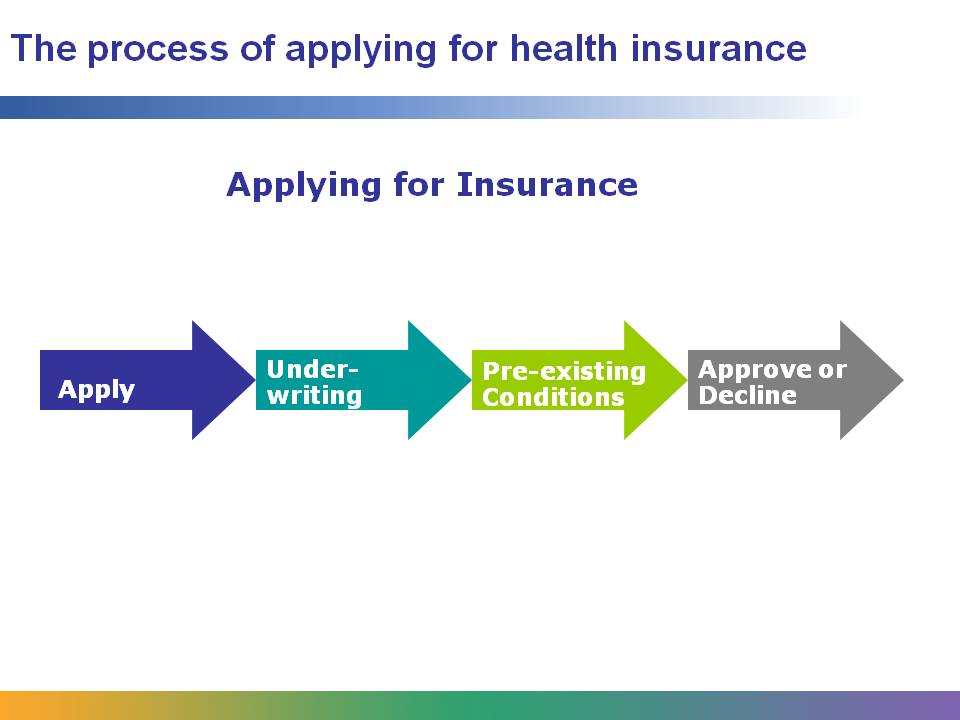 The process of applying for health insurance
Applying for Insurance
Apply
Under-
writing
Pre-existing
Conditions
Approve or
Decline